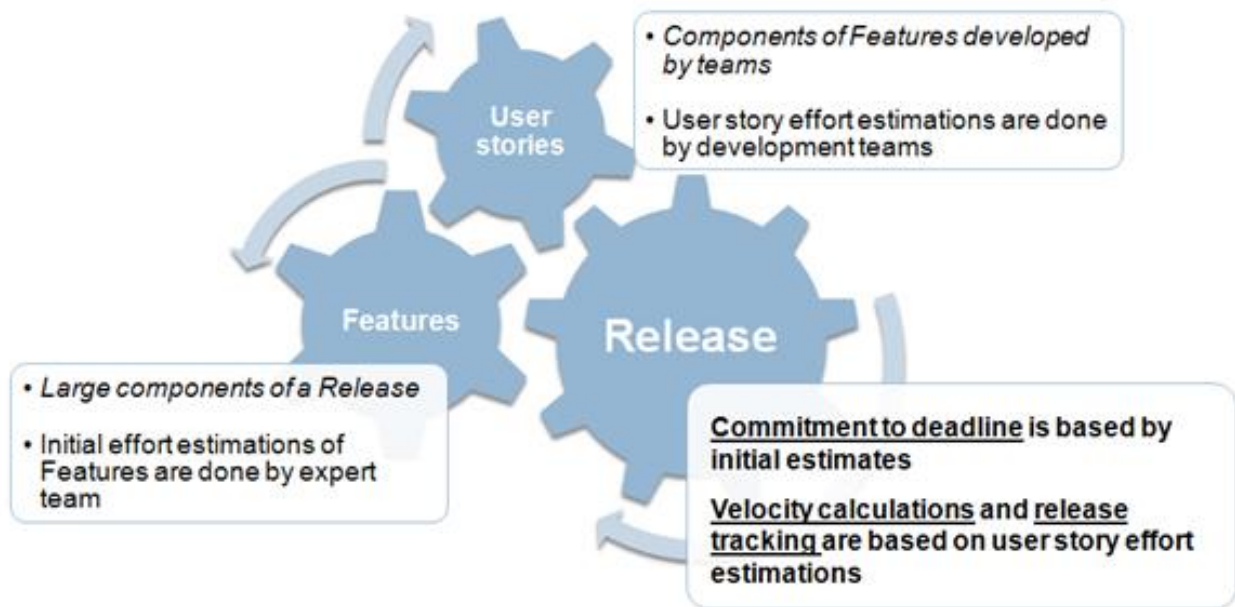 User
stories
• Components of Features developed
by teams
• User story effort estimations are done
by development teams
Features
• Large components of a Release
• Initial effort estimations of
Features are done by expert
team
Release
Commitment to deadline is based by
initial estimates
Velocity calculations and release
tracking are based on user story effort
estimations